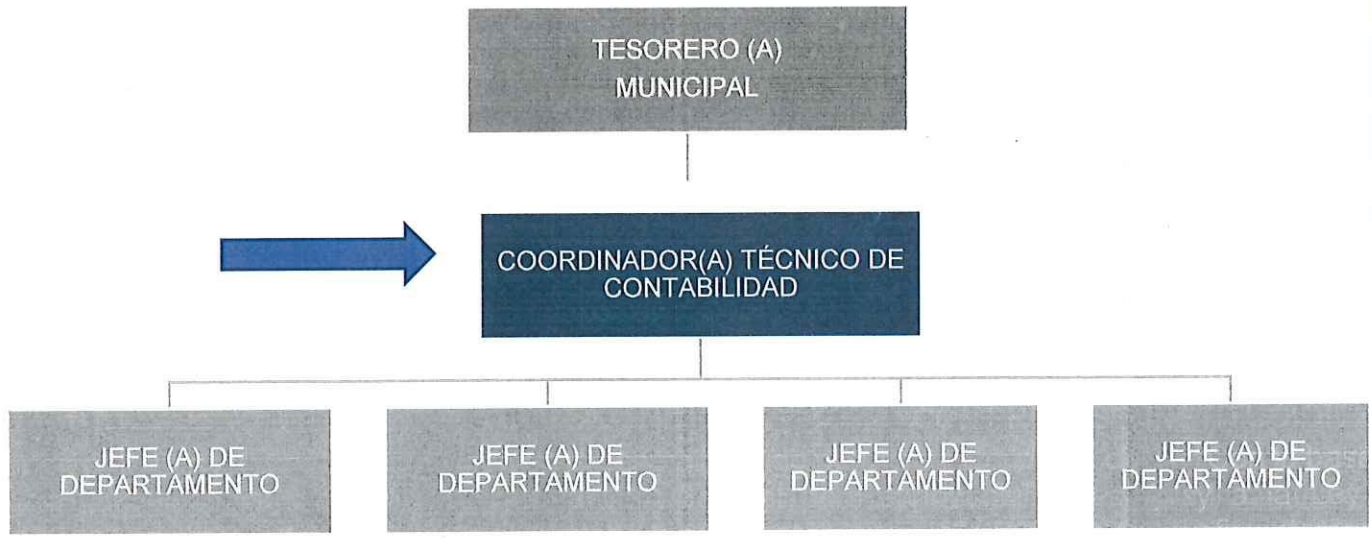 TESORERO (A)
MUNICIPAL
COORDINADOR(A) TÉCNICO DE
CONTABILIDAD
JEFE (A) DE
DEPARTAMENTO
JEFE (A) DE
DEPARTAMENTO
JEFE (A) DE
DEPARTAMENTO
JEFE (A) DE
DEPARTAMENTO